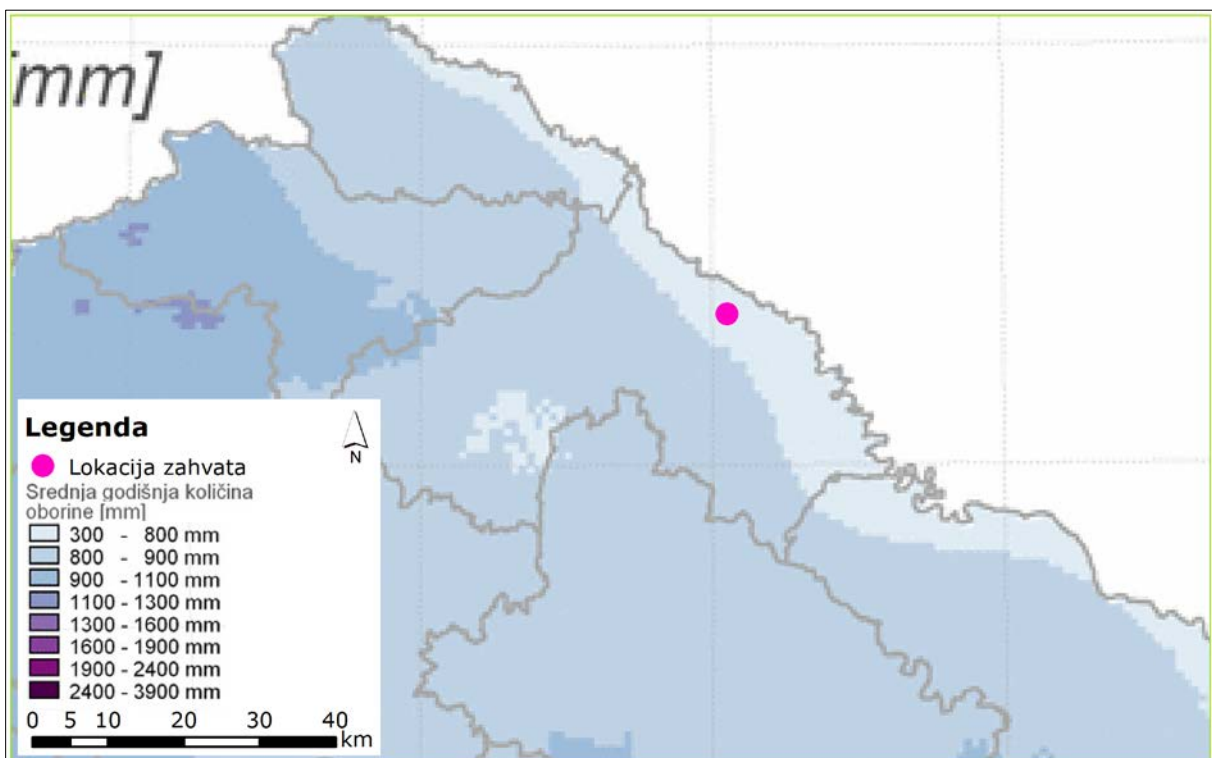 [mm]
Legenda
N
Lokacija zahvata
Srednja godišnja količina
oborine [mm]
300 - 800 mm
800 - 900 mm
900 - 1100 mm
1100 - 1300 mm
1300 - 1600 mm
1600 - 1900 mm
1900 - 2400 mm
2400 - 3900 mm
0 5 10 20 30 40
km